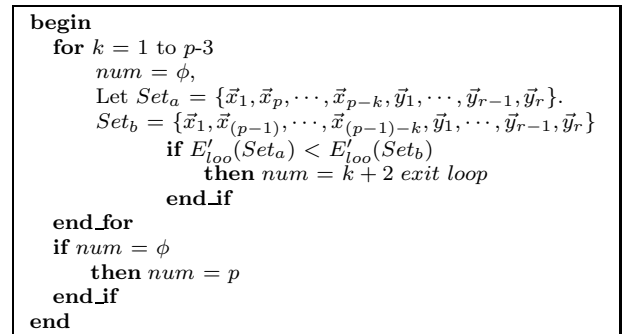 begin
for k = 1 to p-3
num = ϕ,
Let Set_a = {x⃗_1, x⃗_p, ⋯, x⃗_{p−k}, y⃗_1, ⋯, y⃗_{r−1}, y⃗_r}.
Set_b = {x⃗_1, x⃗_{(p−1)}, ⋯, x⃗_{(p−1)−k}, y⃗_1, ⋯, y⃗_{r−1}, y⃗_r}
if E′_{loo}(Set_a) < E′_{loo}(Set_b)
then num = k + 2 exit loop
end_if
end_for
if num = ϕ
then num = p
end_if
end